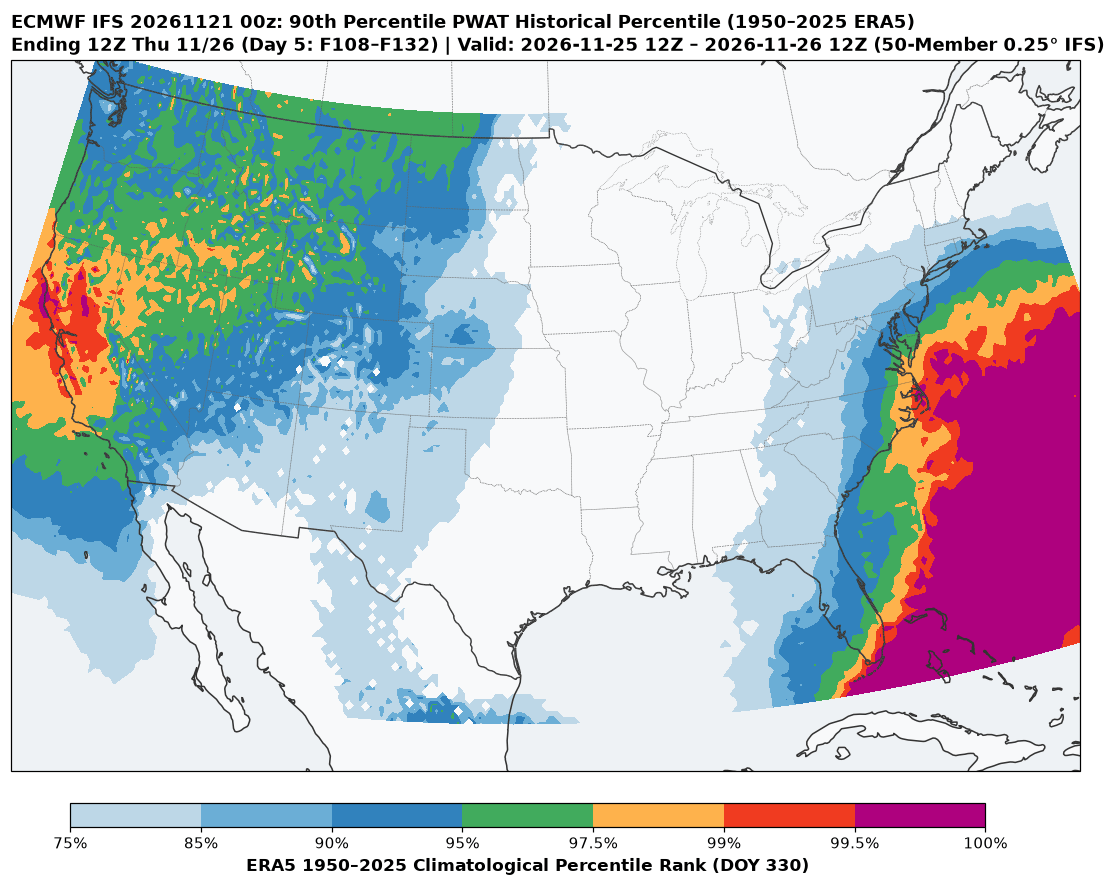 ECMWF IFS 20261121 00z: 90th Percentile PWAT Historical Percentile (1950–2025 ERA5)
Ending 12Z Thu 11/26 (Day 5: F108–F132) | Valid: 2026-11-25 12Z – 2026-11-26 12Z (50-Member 0.25° IFS)
75% 85% 90% 95% 97.5% 99% 99.5% 100%
ERA5 1950–2025 Climatological Percentile Rank (DOY 330)